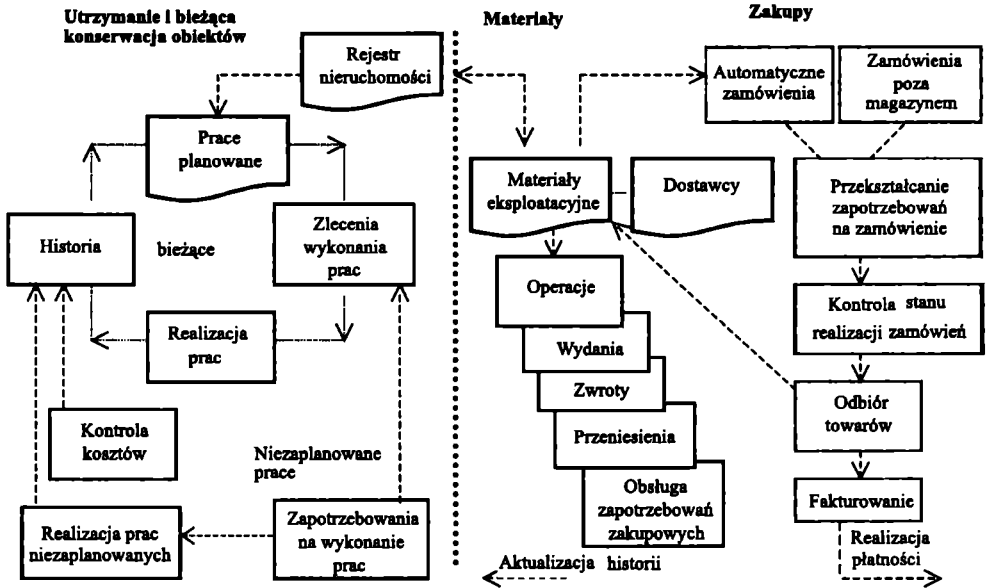 Utrzymanie i bieżąca
konserwacja obiektów
Materiały
Zakupy
Rejestr
nieruchomości
Prace
planowane
Historia
bieżące
Zlecenia
wykonania
prac
Realizacja
prac
Kontrola
kosztów
Niezaplanowane
prace
Realizacja prac
niezaplanowanych
Zapotrzebowania
na wykonanie
prac
Materiały
eksploatacyjne
Dostawcy
Operacje
Wydania
Zwroty
Przeniesienia
Obsługa
zapotrzebowań
zakupowych
Aktualizacja historii
Automatyczne
zamówienia
Zamówienia
poza
magazynem
Przekształcanie
zapotrzebowań
na zamówienie
Kontrola stanu
realizacji zamówień
Odbiór
towarów
Fakturowanie
Realizacja
płatności